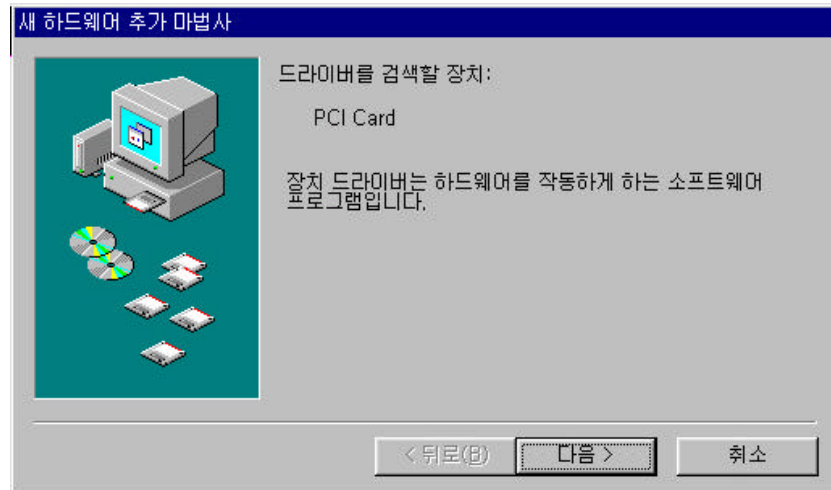 새 하드웨어 추가 마법사
드라이버를 검색할 장치:
PCI Card
장치 드라이버는 하드웨어를 작동하게 하는 소프트웨어
프로그램입니다.
< 뒤로(B) 다음 > 취소